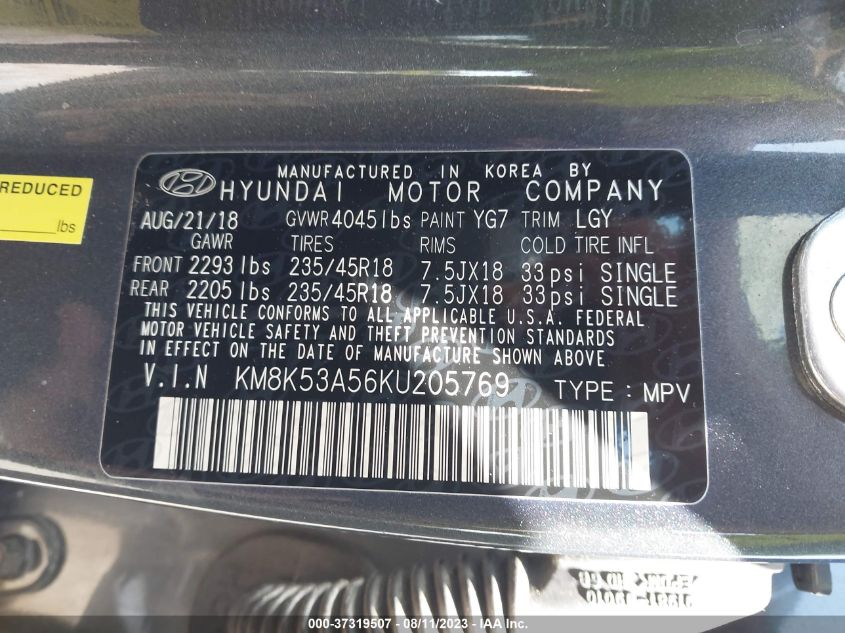 REDUCED
lbs
MANUFACTURED IN KOREA BY
HYUNDAI MOTOR COMPANY
AUG/21/18 GVWR 4045 lbs PAINT YG7 TRIM LGY
GAWR TIRES RIMS COLD TIRE INFL
FRONT 2293 lbs 235/45R18 7.5JX18 33psi SINGLE
REAR 2205 lbs 235/45R18 7.5JX18 33psi SINGLE
THIS VEHICLE CONFORMS TO ALL APPLICABLE U.S.A. FEDERAL
MOTOR VEHICLE SAFETY AND THEFT PREVENTION STANDARDS
IN EFFECT ON THE DATE OF MANUFACTURE SHOWN ABOVE
V.I.N KM8K53A56KU205769 TYPE : MPV
000-37319507 - 08/11/2023 - IAA Inc.